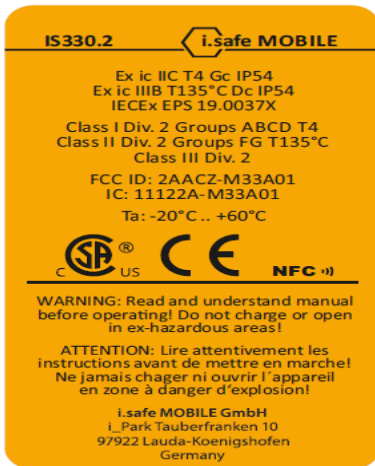 IS330.2
i.safe MOBILE
Ex ic IIC T4 Gc IP54
Ex ic IIIB T135°C Dc IP54
IECEx EPS 19.0037X
Class I Div. 2 Groups ABCD T4
Class II Div. 2 Groups FG T135°C
Class III Div. 2
FCC ID: 2AACZ-M33A01
IC: 11122A-M33A01
Ta: -20°C .. +60°C
C SA ® US CE NFC
WARNING: Read and understand manual
before operating! Do not charge or open
in ex-hazardous areas!
ATTENTION: Lire attentivement les
instructions avant de mettre en marche!
Ne jamais chager ni ouvrir l´appareil
en zone à danger d'explosion!
i.safe MOBILE GmbH
i_Park Tauberfranken 10
97922 Lauda-Koenigshofen
Germany